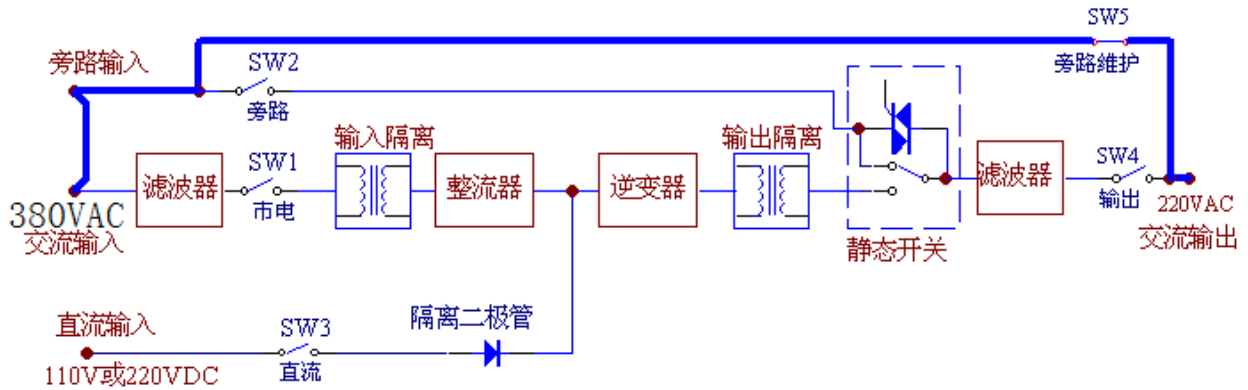 SW5
旁路维护
旁路输入
SW2
旁路
输入隔离
输出隔离
滤波器
SW1
市电
整流器
逆变器
滤波器
SW4
输出
380VAC
交流输入
220VAC
交流输出
静态开关
直流输入
SW3
直流
隔离二极管
110V或220VDC